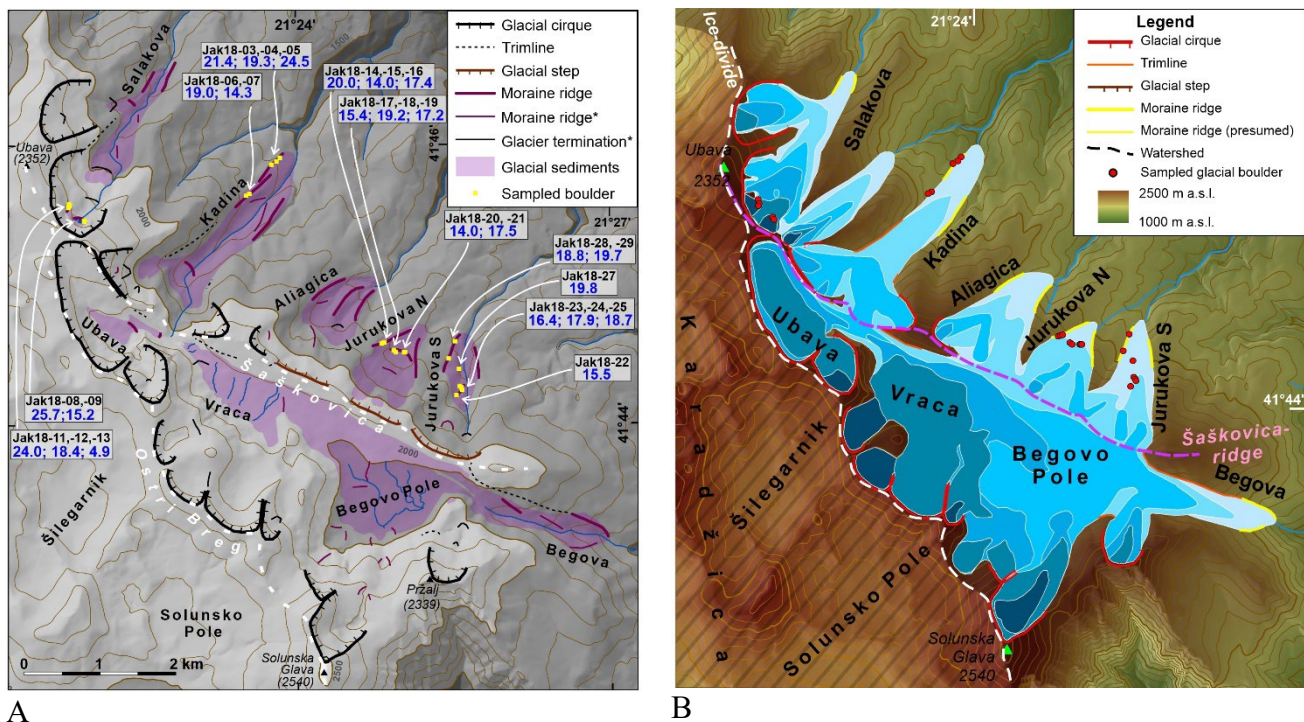 21°24'
Glacial cirque
Trimline
Glacial step
Moraine ridge
Moraine ridge*
Glacier termination*
Glacial sediments
Sampled boulder
Salakova
1500
Jak18-03,-04,-05
21.4; 19.3; 24.5
Jak18-06,-07
19.0; 14.3
Jak18-14,-15,-16
20.0; 14.0; 17.4
Jak18-17,-18,-19
15.4; 19.2; 17.2
Ubava
(2352)
41°46'
Kadina
2000
21°27'
Jak18-20, -21
14.0; 17.5
Jak18-28, -29
18.8; 19.7
Jak18-27
19.8
Jak18-23,-24,-25
16.4; 17.9; 18.7
Jak18-22
15.5
Aliagica
Jurukova N
Jurukova S
Ubava
Vraca
Šaškovica
41°44'
Jak18-08,-09
25.7;15.2
Jak18-11,-12,-13
24.0; 18.4; 4.9
2000
Begovo Pole
Begova
Šilegarnik
Ostri Breg
Pržalj
(2339)
Solunsko
Pole
Solunska
Glava
(2540)
2500
0 1 2 km
A
21°24'
Legend
Glacial cirque
Trimline
Glacial step
Moraine ridge
Moraine ridge (presumed)
Watershed
Sampled glacial boulder
2500 m a.s.l.
1000 m a.s.l.
Ice-divide
Salakova
Ubava
2352
Kadina
Aliagica
Jurukova N
Jurukova S
41°44'
Ubava
Vraca
Šaškovica-
ridge
Begovo
Pole
Begova
Karadžica
Šilegarnik
Solunsko Pole
Solunska
Glava
2540
B